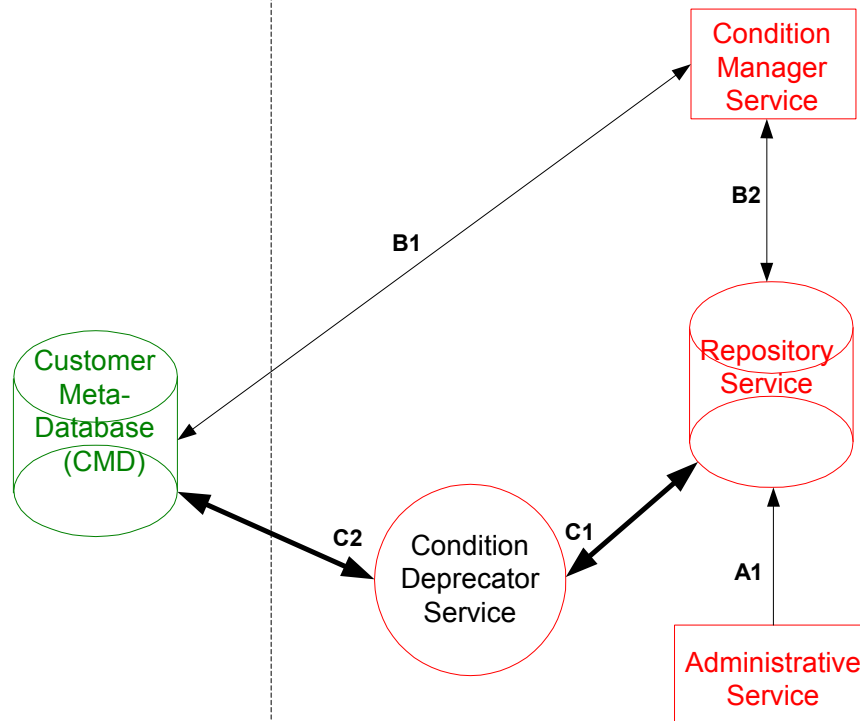 Condition
Manager
Service
B2
B1
Repository
Service
Customer
Meta-
Database
(CMD)
C2
C1
Condition
Deprecator
Service
A1
Administrative
Service